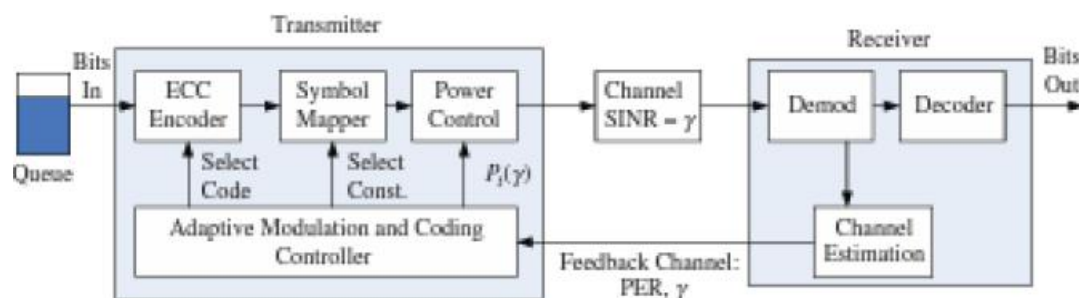 Transmitter
Receiver
Bits
In
ECC
Encoder
Symbol
Mapper
Power
Control
Channel
SINR = γ
Demod
Decoder
Bits
Out
Queue
Select
Code
Select
Const.
Pᵢ(γ)
Adaptive Modulation and Coding
Controller
Channel
Estimation
Feedback Channel:
PER, γ